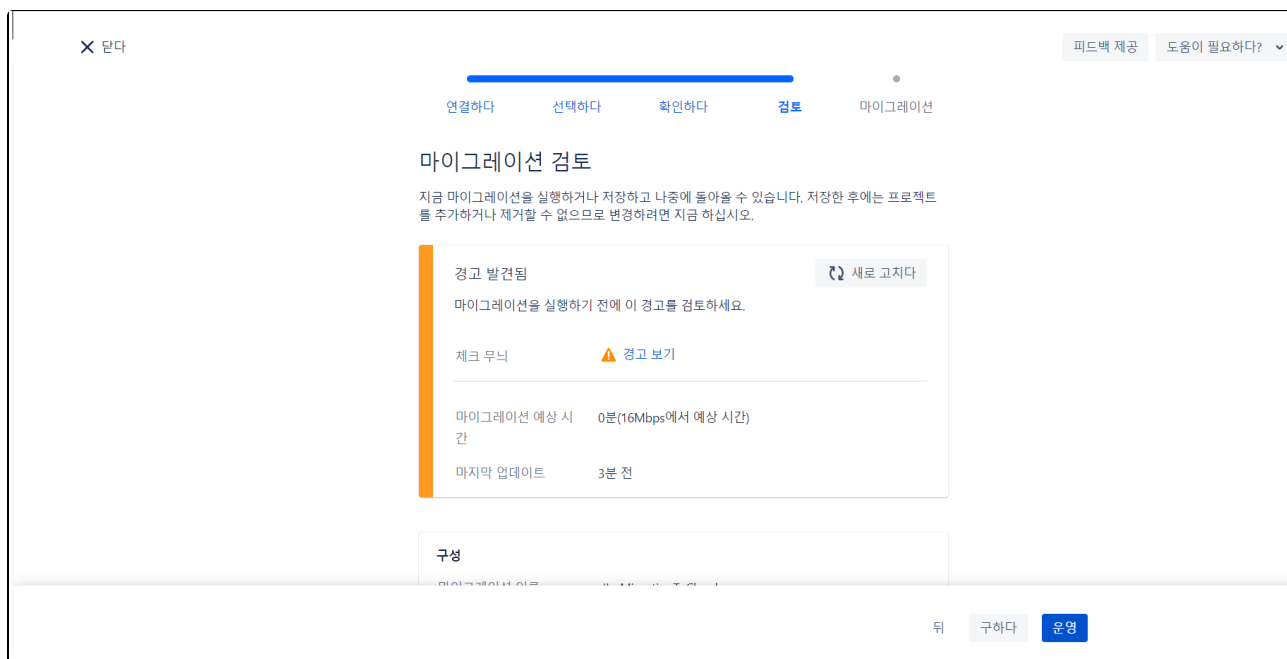 닫다
피드백 제공
도움이 필요하다?
연결하다
선택하다
확인하다
검토
마이그레이션
마이그레이션 검토
지금 마이그레이션을 실행하거나 저장하고 나중에 돌아올 수 있습니다. 저장한 후에는 프로젝트
를 추가하거나 제거할 수 없으므로 변경하려면 지금 하십시오.
경고 발견됨
새로 고치다
마이그레이션을 실행하기 전에 이 경고를 검토하세요.
체크 무늬
경고 보기
마이그레이션 예상 시
간
0분(16Mbps에서 예상 시간)
마지막 업데이트
3분 전
구성
마이그레이션 이름
뒤
구하다
운영